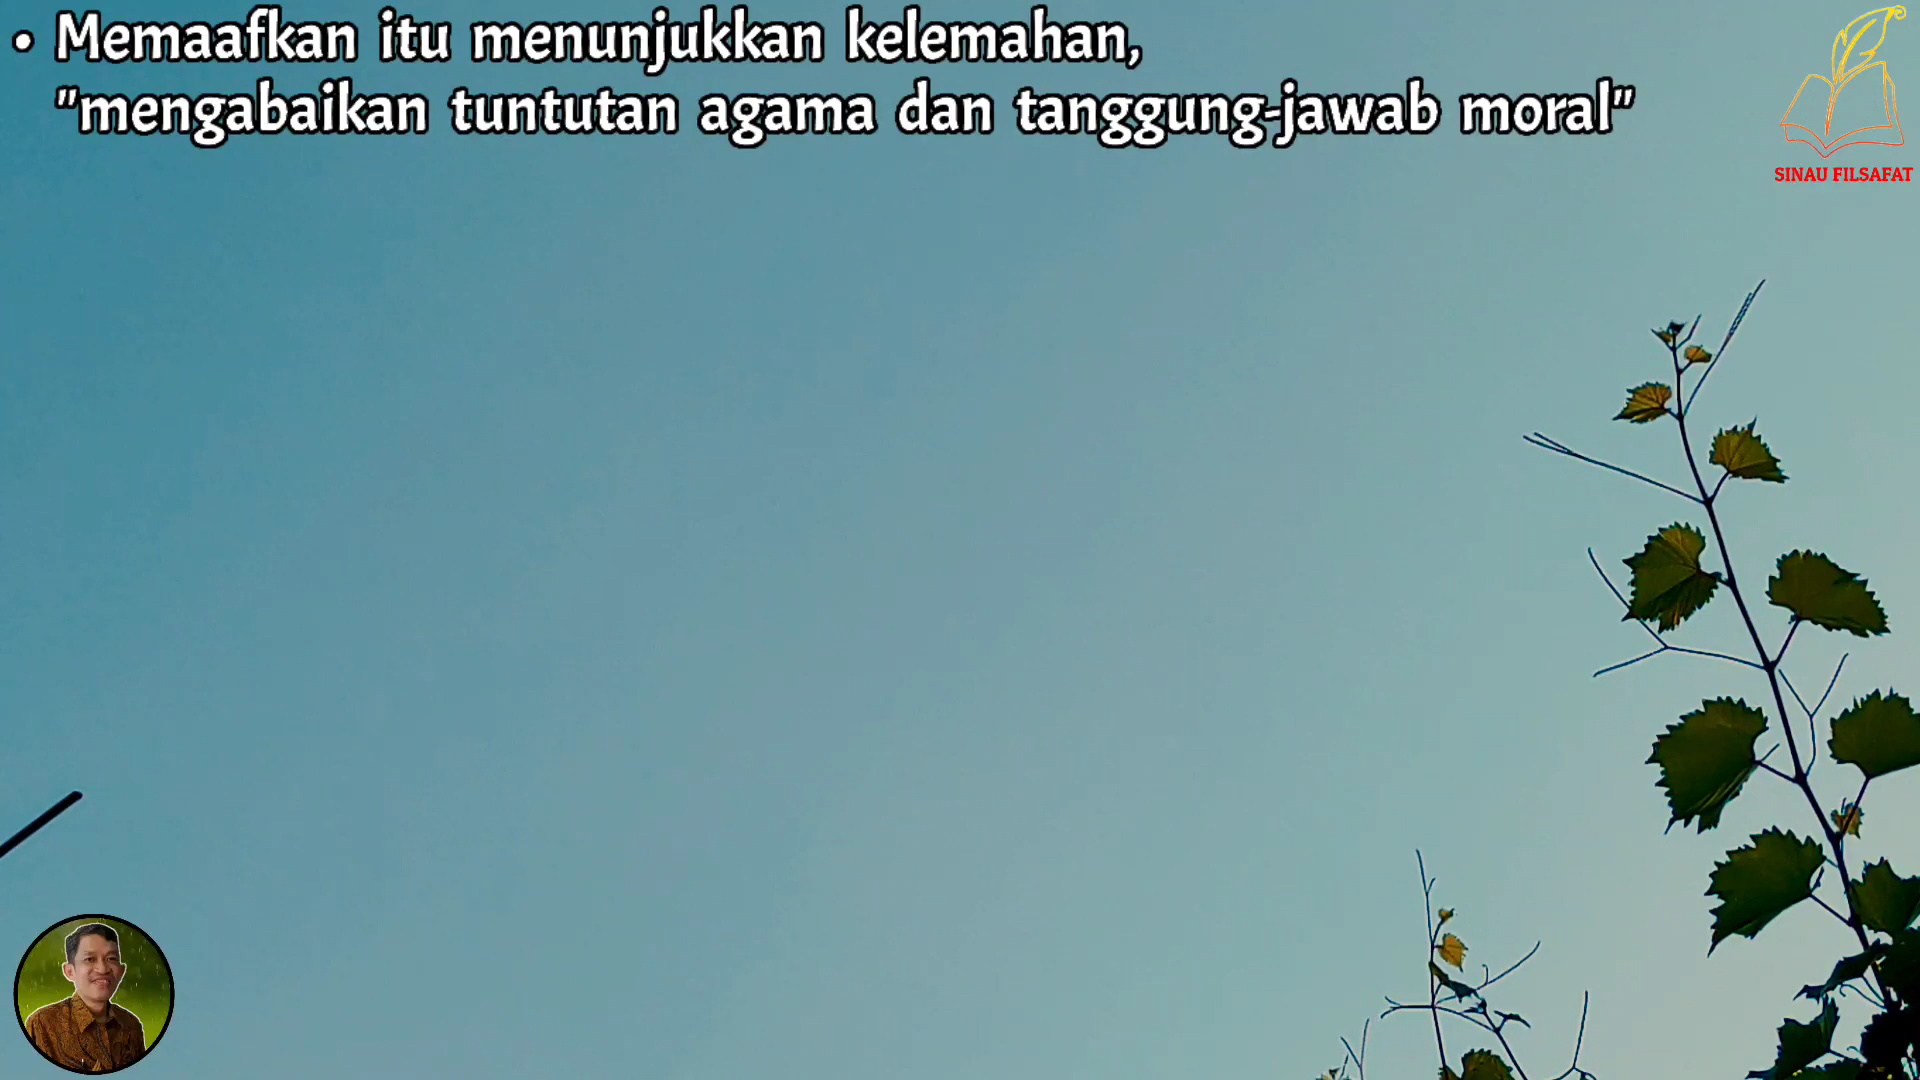 • Memaafkan itu menunjukkan kelemahan,
"mengabaikan tuntutan agama dan tanggung-jawab moral"
SINAU FILSAFAT